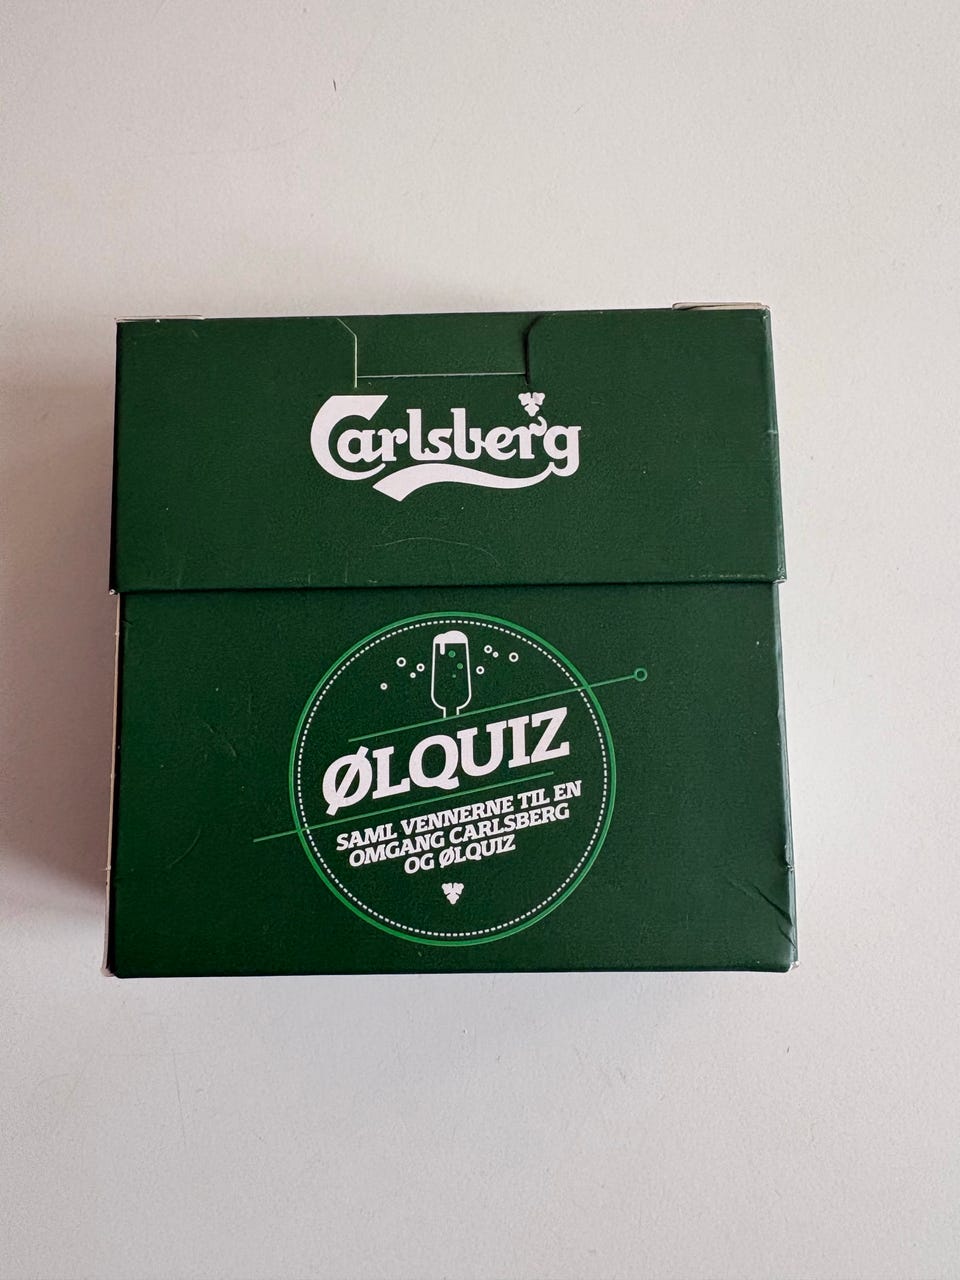 Carlsberg
ØLQUIZ
SAML VENNERNE TIL EN
OMGANG CARLSBERG
OG ØLQUIZ